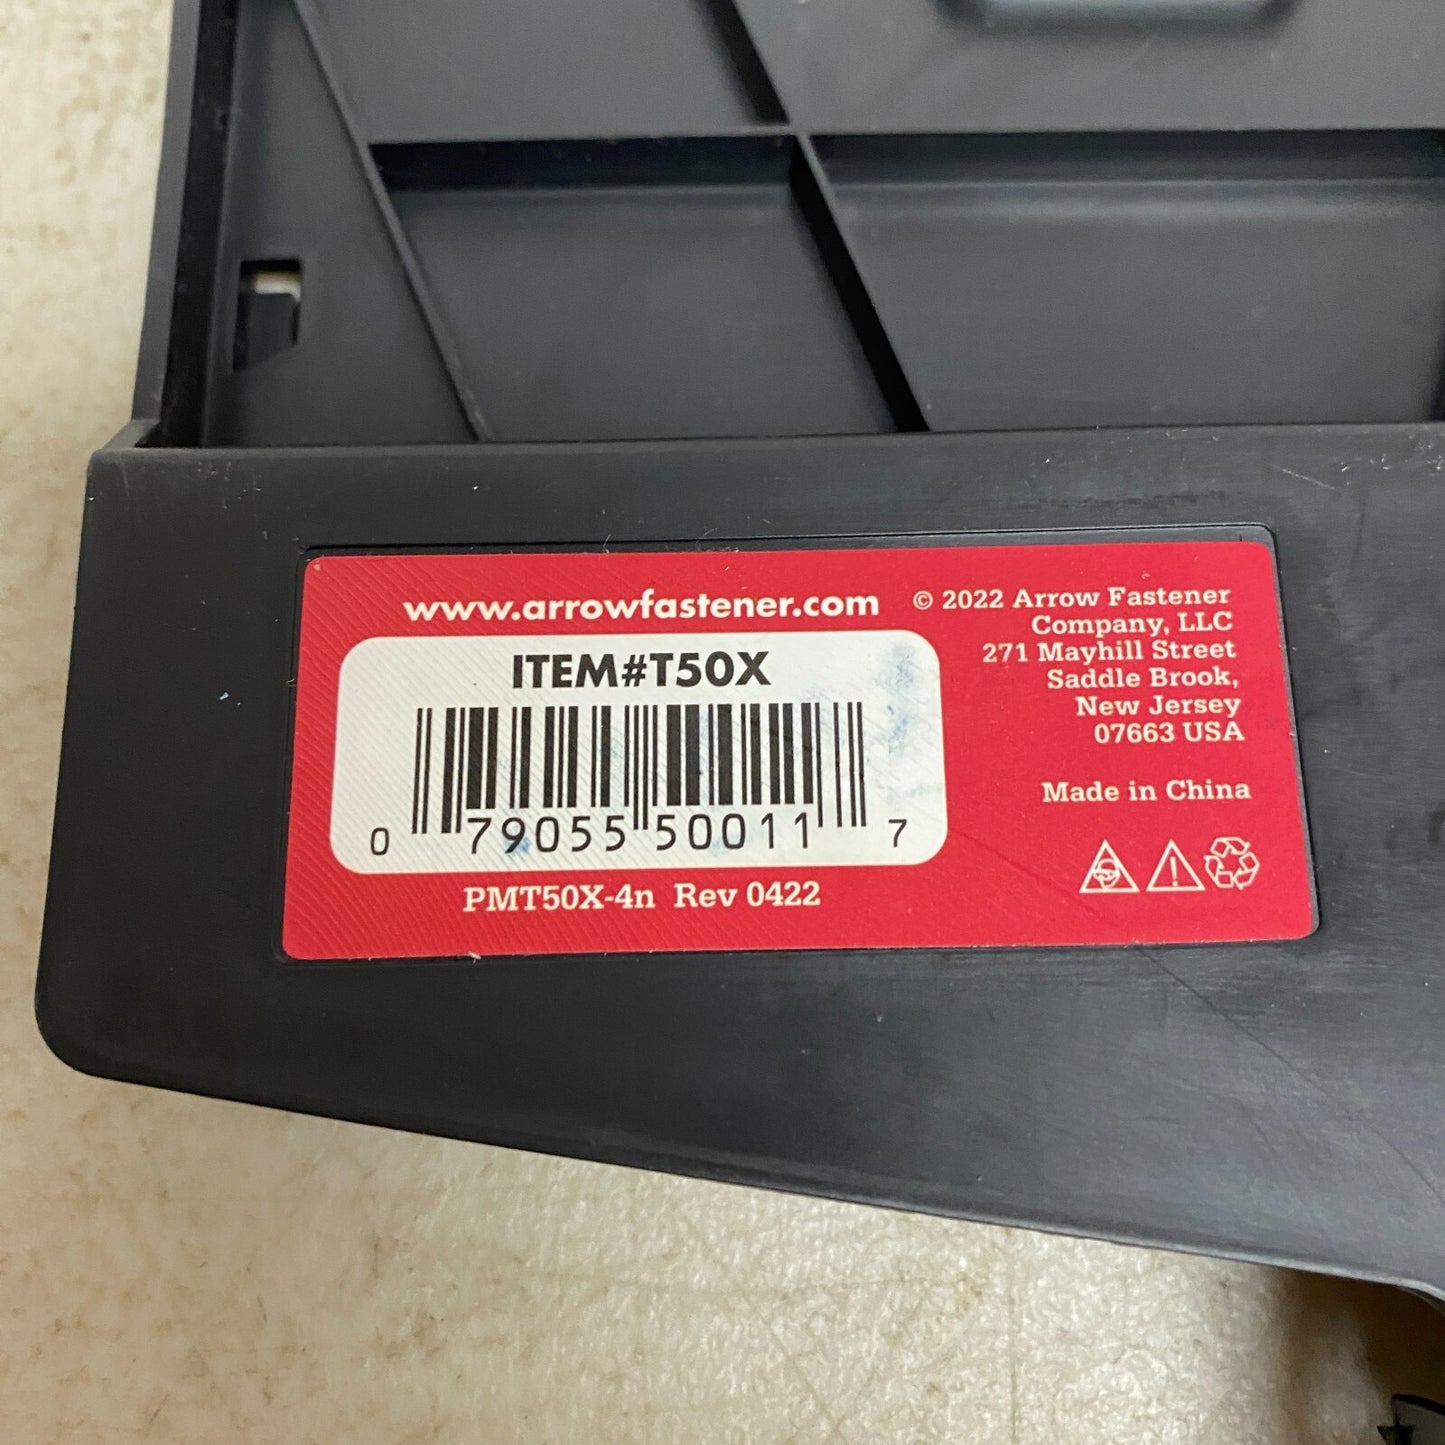 www.arrowfastener.com
ITEM#T50X
0 79055 50011 7
PMT50X-4n Rev 0422
© 2022 Arrow Fastener
Company, LLC
271 Mayhill Street
Saddle Brook,
New Jersey
07663 USA
Made in China